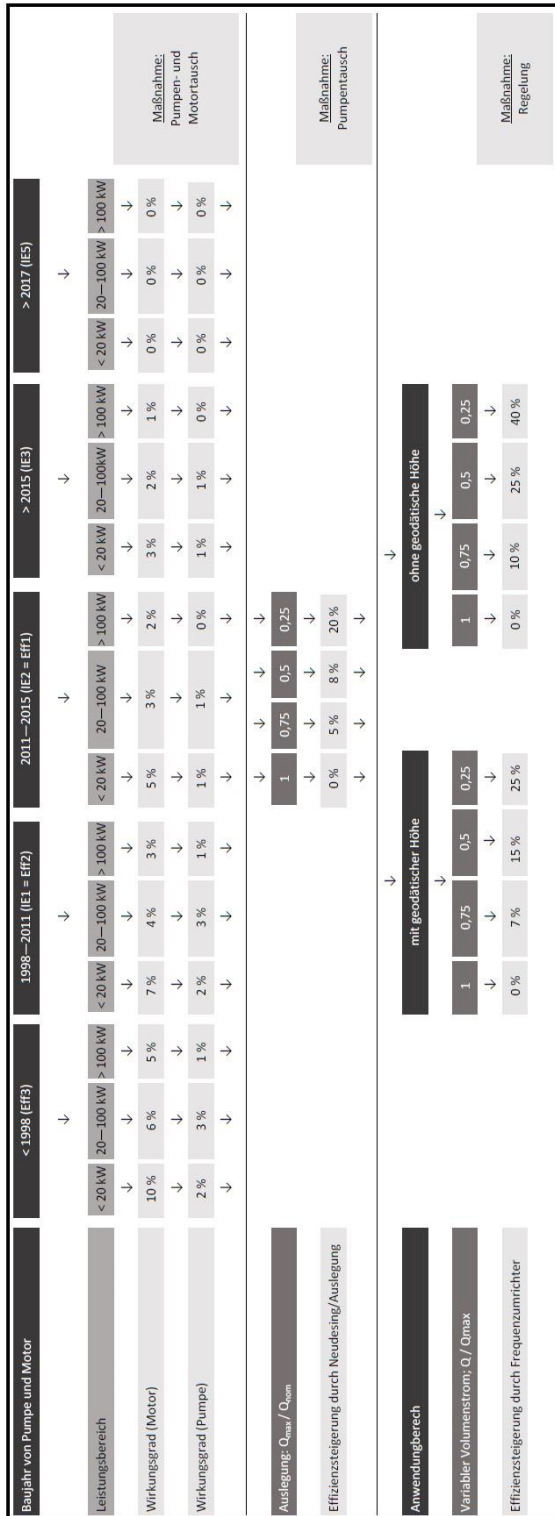 Baujahr von Pumpe und Motor
< 1998 (Eff3)
1998—2011 (IE1 = Eff2)
2011—2015 (IE2 = Eff1)
> 2015 (IE3)
> 2017 (IE5)
Leistungsbereich
< 20 kW 20—100 kW > 100 kW < 20 kW 20—100 kW > 100 kW < 20 kW 20—100 kW > 100 kW < 20 kW 20—100kW > 100 kW < 20 kW 20—100 kW > 100 kW
Wirkungsgrad (Motor)
10 % 6 % 5 % 7 % 4 % 3 % 5 % 3 % 2 % 3 % 2 % 1 % 0 % 0 % 0 %
Wirkungsgrad (Pumpe)
2 % 3 % 1 % 2 % 3 % 1 % 1 % 1 % 0 % 1 % 1 % 0 % 0 % 0 % 0 %
Maßnahme:
Pumpen- und
Motortausch
Auslegung: Qmax / Qnom
1 0,75 0,5 0,25
Effizienzsteigerung durch Neudesing/Auslegung
0 % 5 % 8 % 20 %
Maßnahme:
Pumpentausch
Anwendungberech
mit geodätischer Höhe
ohne geodätische Höhe
Variabler Volumenstrom; Q / Qmax
1 0,75 0,5 0,25 1 0,75 0,5 0,25
Effizienzsteigerung durch Frequenzumrichter
0 % 7 % 15 % 25 % 0 % 10 % 25 % 40 %
Maßnahme:
Regelung